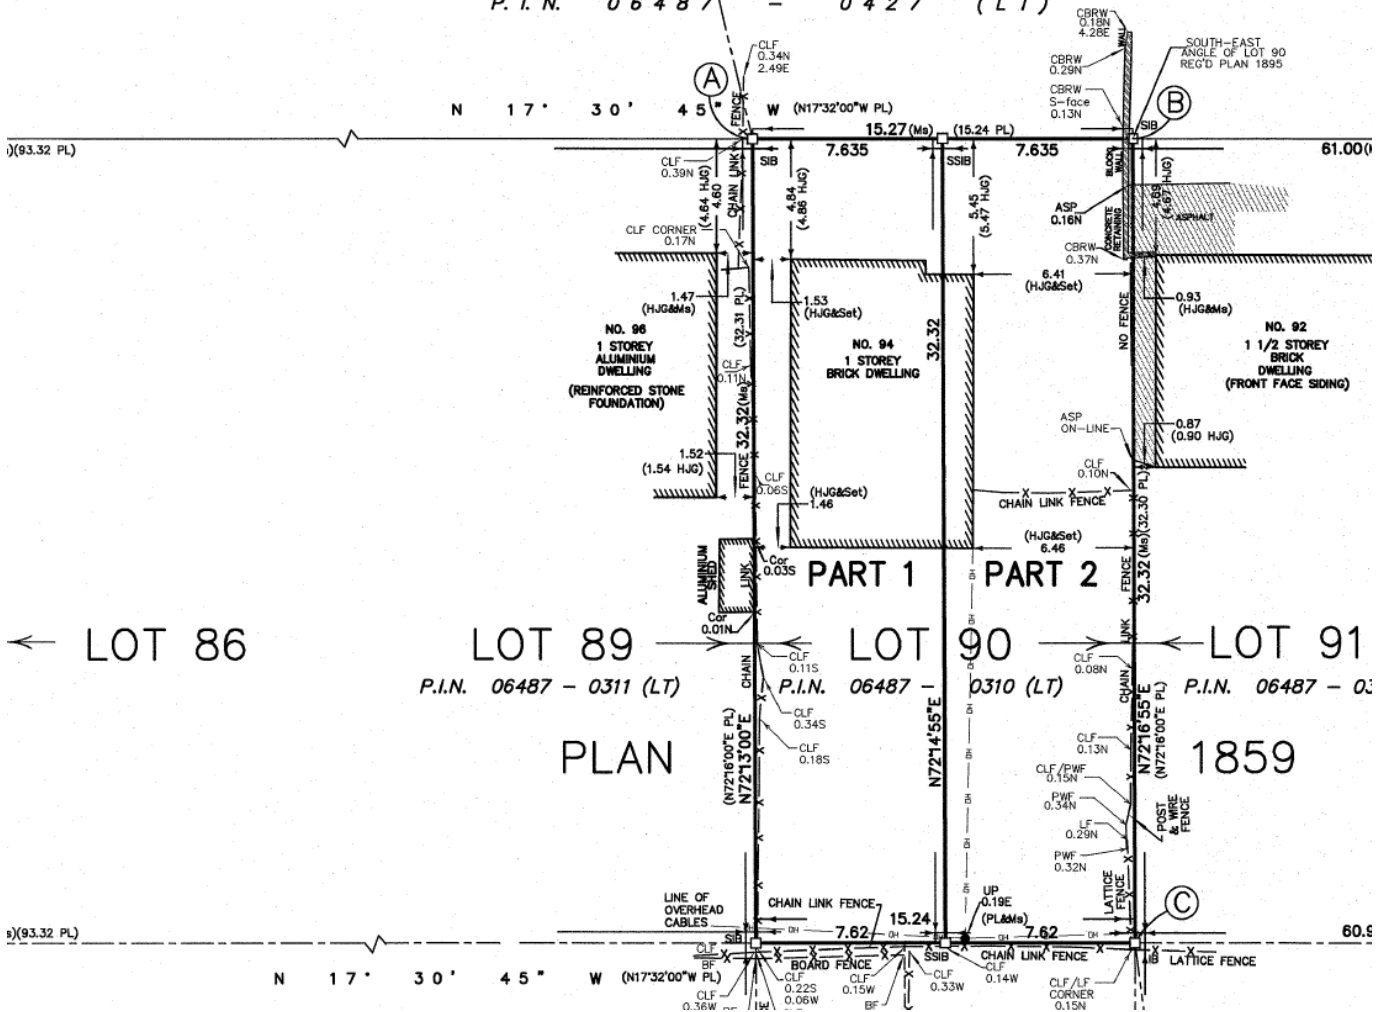 P. I. N.   0 6 4 8 7   –   0 4 2 7   ( L T )
CLF
0.34N
2.49E
CBRW
0.18N
4.28E
WALL
SOUTH-EAST
ANGLE OF LOT 90
REG'D PLAN 1895
CBRW
0.29N
CBRW
S-face
0.13N
A
B
SIB
FENCE
N 17° 30' 45" W (N17°32'00"W PL)
15.27(Ms) (15.24 PL)
)(93.32 PL)
7.635
7.635
61.00(
CLF
0.39N
SIB
SSIB
CHAIN LINK
4.60
(4.64 HJG)
4.84
(4.86 HJG)
5.45
(5.47 HJG)
BLOCK
WALL
CONCRETE
RETAINING
4.69
(4.67 HJG)
ASP
0.16N
ASPHALT
CLF CORNER
0.17N
CBRW
0.37N
6.41
(HJG&Set)
1.47
(HJG&Ms)
1.53
(HJG&Set)
0.93
(HJG&Ms)
(32.31 PL)
32.32
NO FENCE
NO. 96
1 STOREY
ALUMINIUM
DWELLING
(REINFORCED STONE
FOUNDATION)
NO. 94
1 STOREY
BRICK DWELLING
NO. 92
1 1/2 STOREY
BRICK
DWELLING
(FRONT FACE SIDING)
CLF
0.11N
32.32(Ms)
FENCE
ASP
ON-LINE
0.87
(0.90 HJG)
1.52
(1.54 HJG)
CLF
0.06S
CLF
0.10N
(HJG&Set)
1.46
CHAIN LINK FENCE
(HJG&Set)
6.46
32.32(Ms)(32.30 PL)
ALUMINIUM
SHED
LINK
Cor
0.03S
PART 1
PART 2
FENCE
Cor
0.01N
LOT 86
LOT 89
LOT 90
LOT 91
LINK
CLF
0.11S
CLF
0.08N
CHAIN
CHAIN
P.I.N. 06487 – 0311 (LT)
P.I.N. 06487 – 0310 (LT)
P.I.N. 06487 – 03
CLF
0.34S
CLF
0.18S
(N72°16'00"E PL)
N72°13'00"E
N72°14'55"E
N72°16'55"E
(N72°16'00"E PL)
PLAN
1859
CLF
0.13N
CLF/PWF
0.15N
PWF
0.34N
LF
0.29N
PWF
0.32N
POST
& WIRE
FENCE
LINE OF
OVERHEAD
CABLES
CHAIN LINK FENCE
UP
0.19E
(PL&Ms)
LATTICE
FENCE
C
15.24
s)(93.32 PL)
SIB
OH
7.62
OH
7.62
OH
60.9
CLF
BF
BOARD FENCE
SSIB
CHAIN LINK FENCE
IB
LATTICE FENCE
N 17° 30' 45" W (N17°32'00"W PL)
CLF
0.36W
CLF
0.22S
0.06W
CLF
0.15W
BF
CLF
0.33W
CLF
0.14W
CLF/LF
CORNER
0.15N